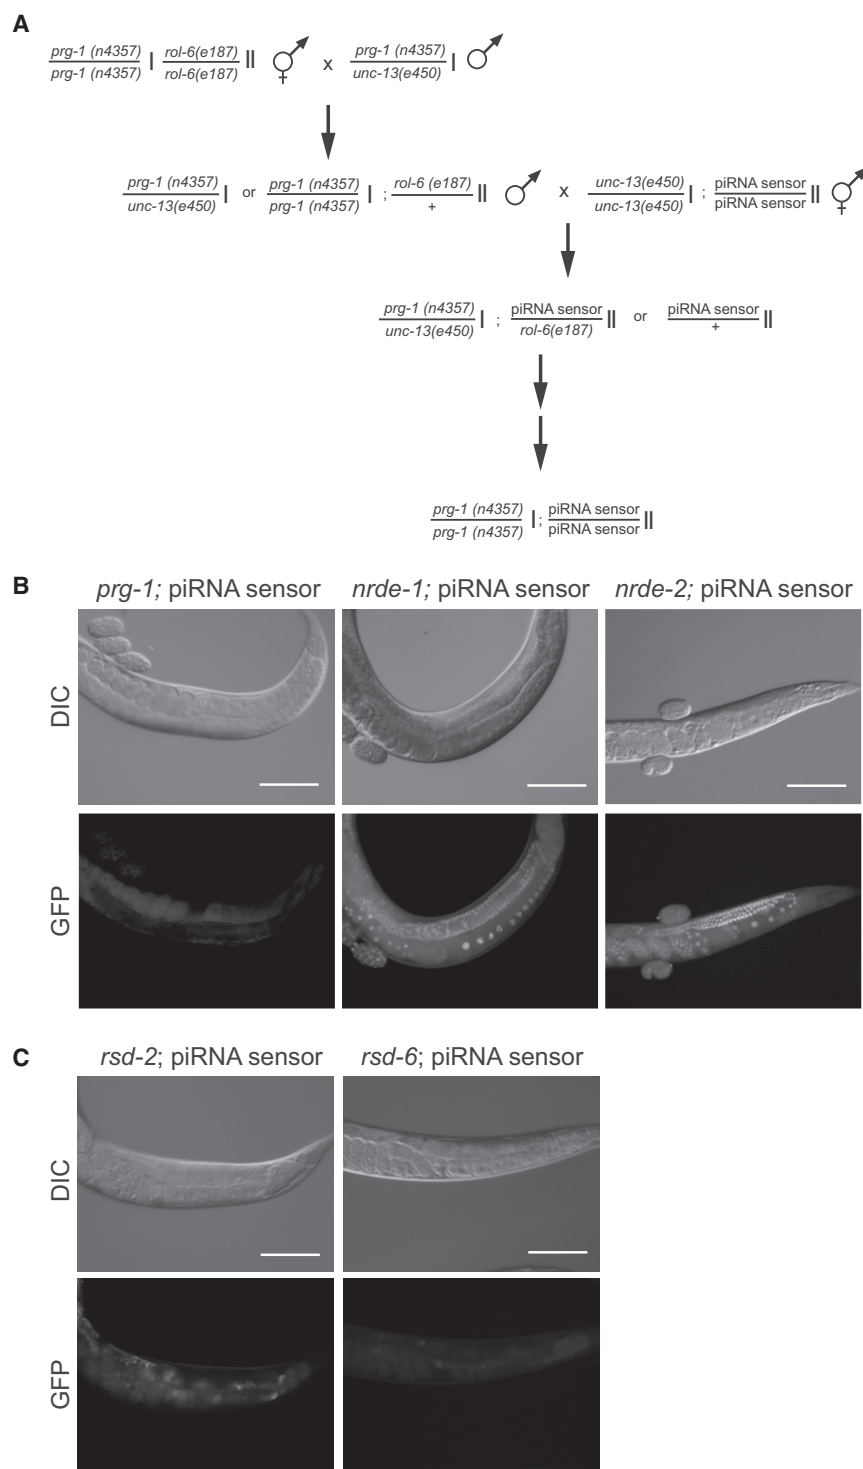 A
prg-1 (n4357) rol-6(e187) prg-1 (n4357)
I II x I
prg-1 (n4357) rol-6(e187) unc-13(e450)
prg-1 (n4357) prg-1 (n4357) rol-6 (e187) unc-13(e450) piRNA sensor
I or I ; II x I ; II
unc-13(e450) prg-1 (n4357) + unc-13(e450) piRNA sensor
prg-1 (n4357) piRNA sensor piRNA sensor
I ; II or II
unc-13(e450) rol-6(e187) +
prg-1 (n4357) piRNA sensor
I ; II
prg-1 (n4357) piRNA sensor
B
prg-1; piRNA sensor nrde-1; piRNA sensor nrde-2; piRNA sensor
DIC
GFP
C
rsd-2; piRNA sensor rsd-6; piRNA sensor
DIC
GFP